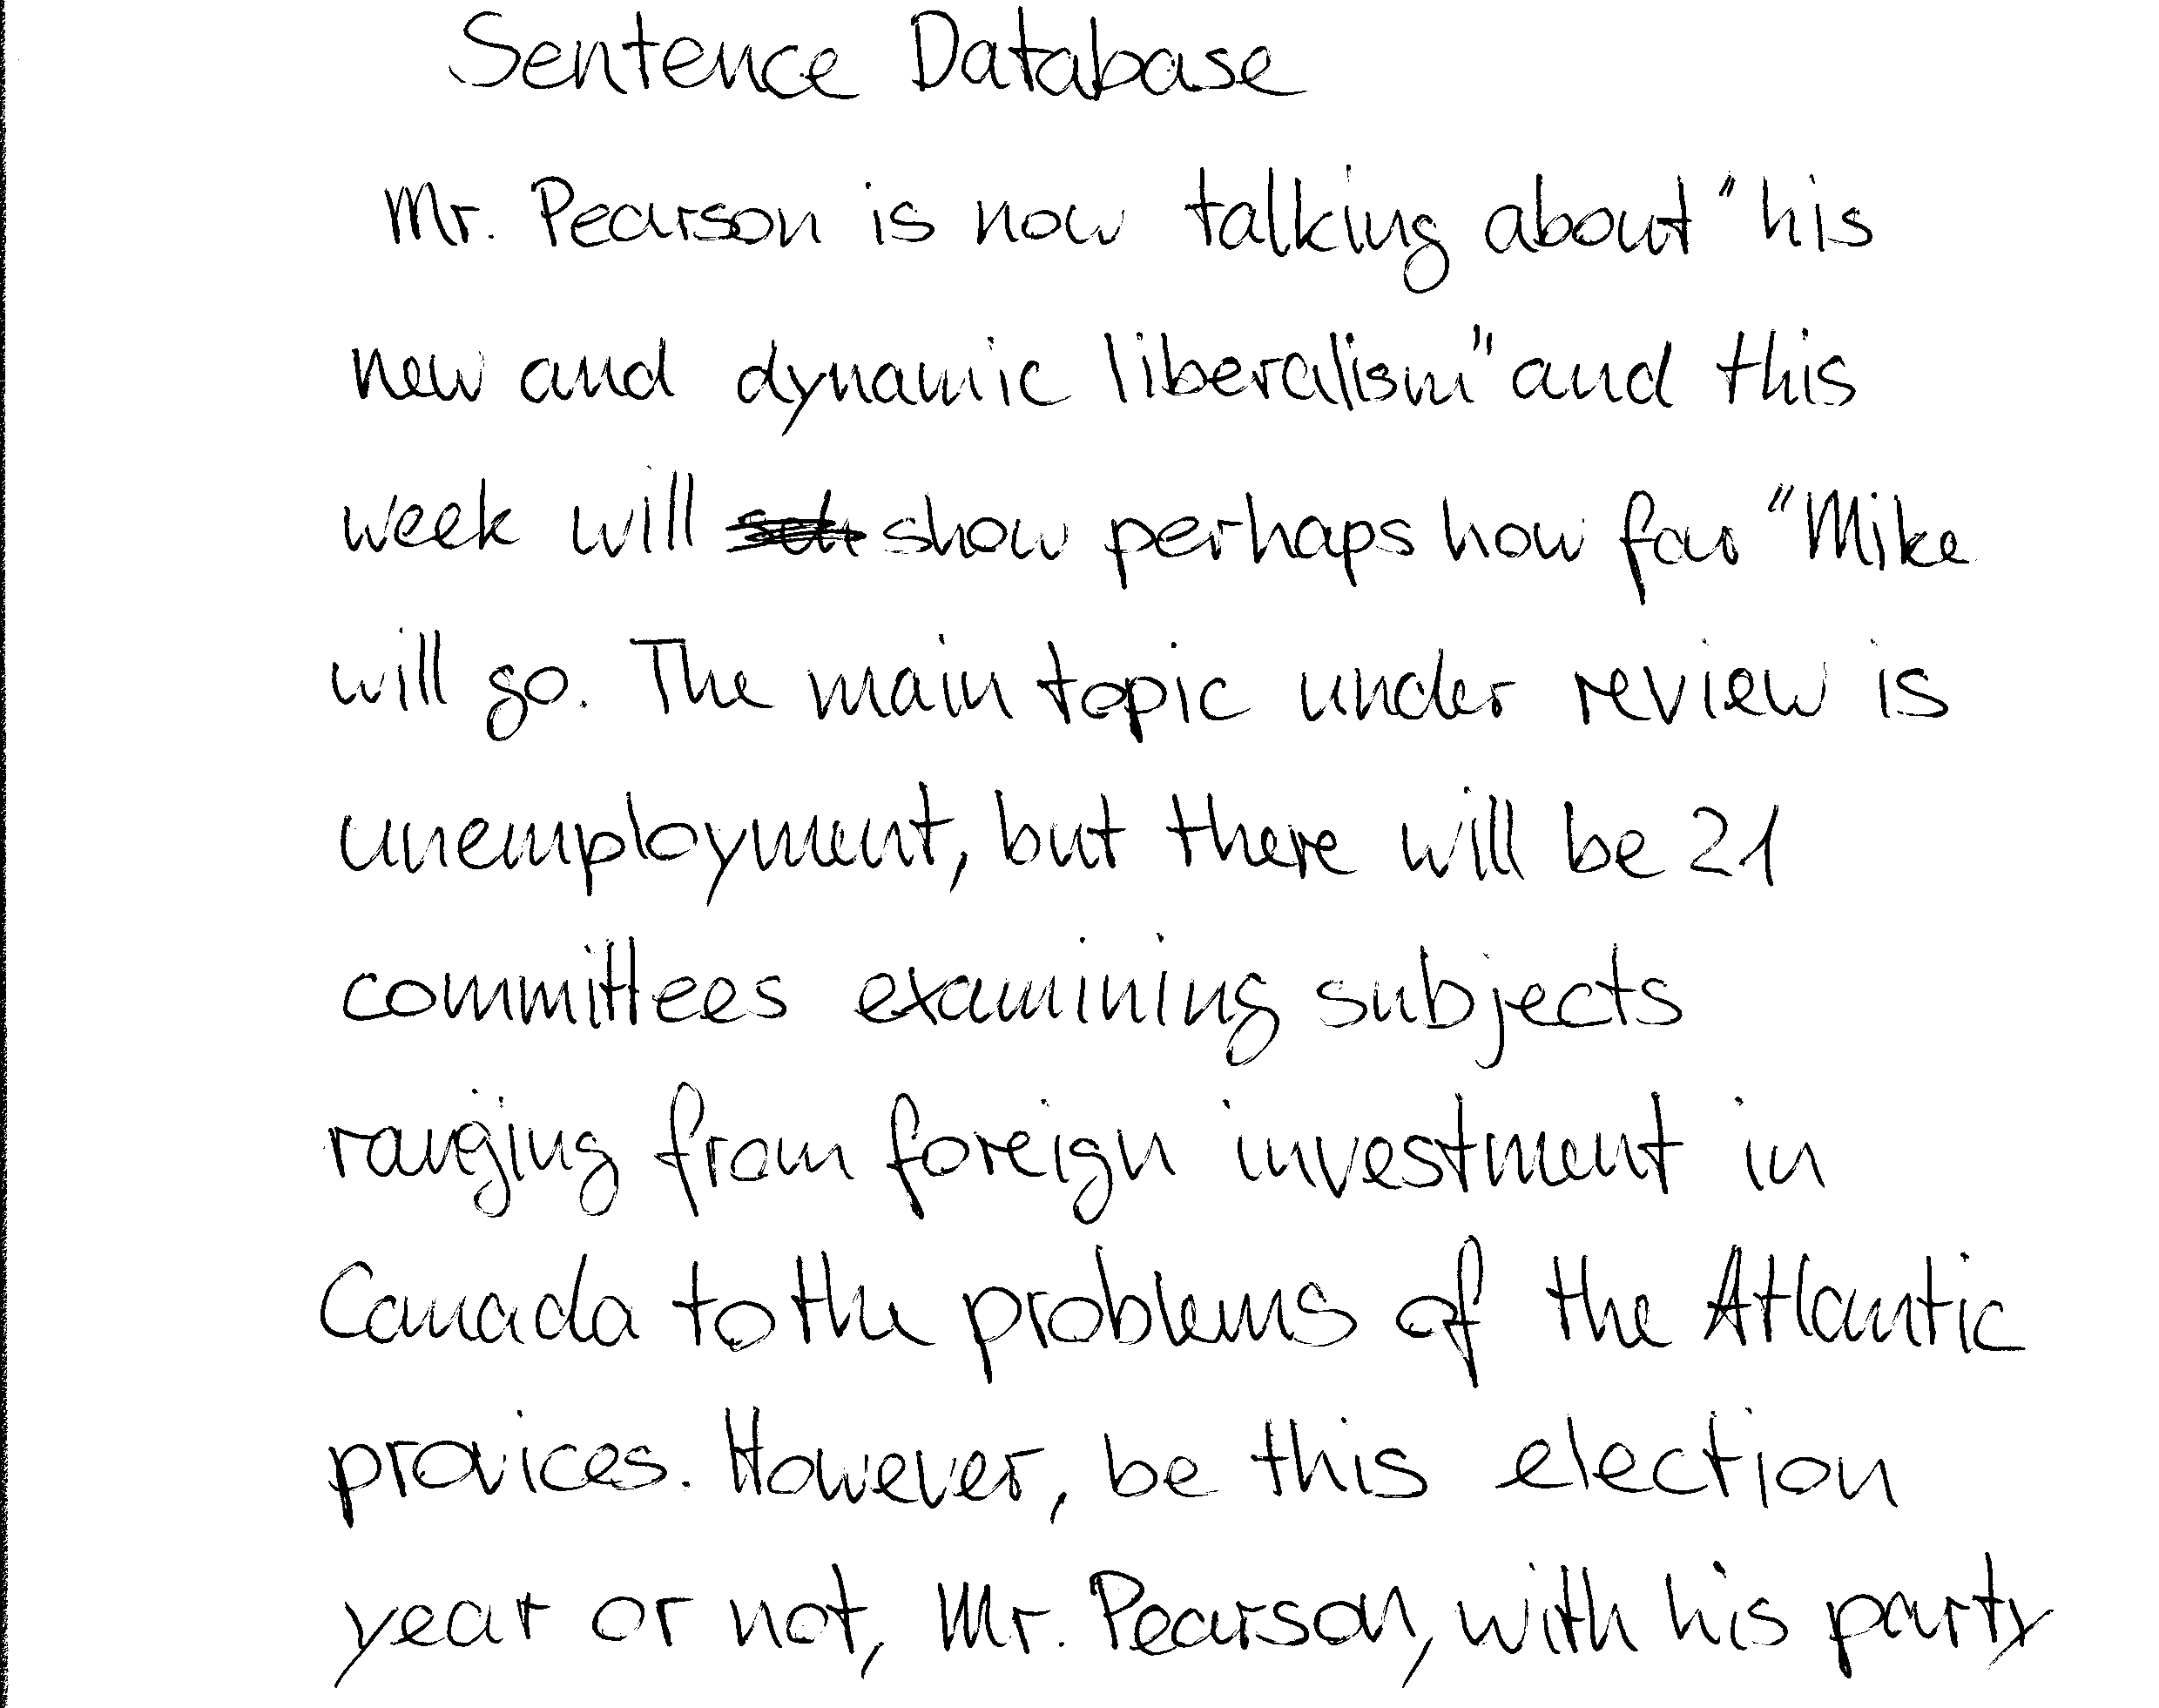 Sentence Database
Mr. Pearson is now talking about "his
new and dynamic liberalism" and this
week will show perhaps how far "Mike
will go. The main topic under review is
unemployment, but there will be 21
committees examining subjects
ranging from foreign investment in
Canada to the problems of the Atlantic
provices. However, be this election
year or not, Mr. Pearson, with his party